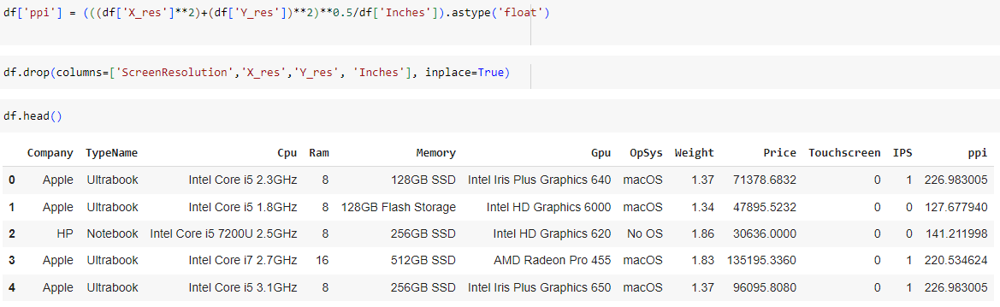 df['ppi'] = (((df['X_res']**2)+(df['Y_res'])**2)**0.5/df['Inches']).astype('float')
df.drop(columns=['ScreenResolution','X_res','Y_res', 'Inches'], inplace=True)
df.head()
Company TypeName Cpu Ram Memory Gpu OpSys Weight Price Touchscreen IPS ppi
0 Apple Ultrabook Intel Core i5 2.3GHz 8 128GB SSD Intel Iris Plus Graphics 640 macOS 1.37 71378.6832 0 1 226.983005
1 Apple Ultrabook Intel Core i5 1.8GHz 8 128GB Flash Storage Intel HD Graphics 6000 macOS 1.34 47895.5232 0 0 127.677940
2 HP Notebook Intel Core i5 7200U 2.5GHz 8 256GB SSD Intel HD Graphics 620 No OS 1.86 30636.0000 0 0 141.211998
3 Apple Ultrabook Intel Core i7 2.7GHz 16 512GB SSD AMD Radeon Pro 455 macOS 1.83 135195.3360 0 1 220.534624
4 Apple Ultrabook Intel Core i5 3.1GHz 8 256GB SSD Intel Iris Plus Graphics 650 macOS 1.37 96095.8080 0 1 226.983005